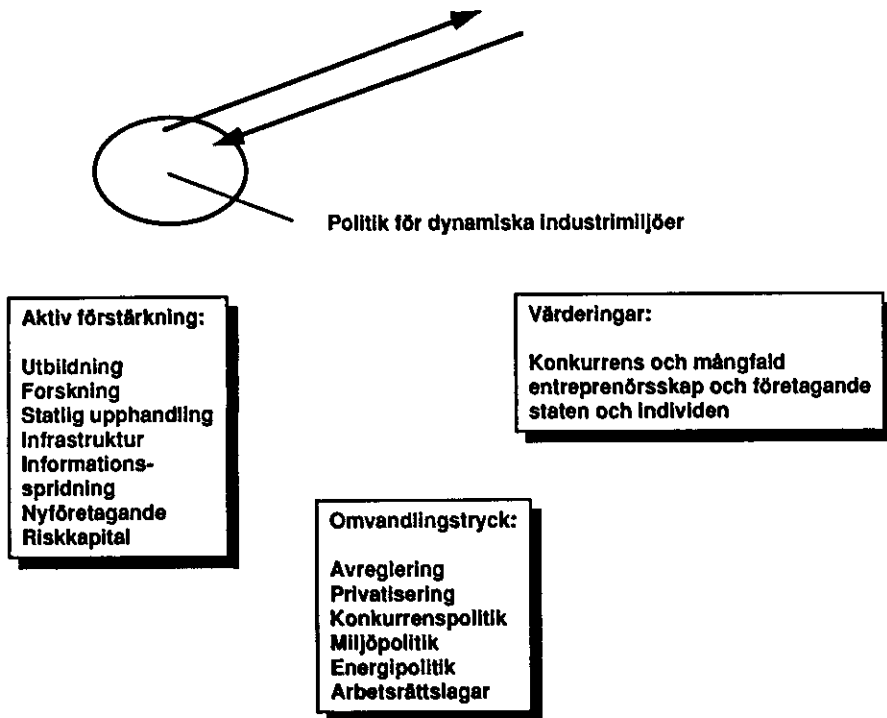 Politik för dynamiska industrimiljöer
Aktiv förstärkning:
Utbildning
Forskning
Statlig upphandling
Infrastruktur
Informations-
spridning
Nyföretagande
Riskkapital
Värderingar:
Konkurrens och mångfald
entreprenörsskap och företagande
staten och individen
Omvandlingstryck:
Avreglering
Privatisering
Konkurrenspolitik
Miljöpolitik
Energipolitik
Arbetsrättslagar